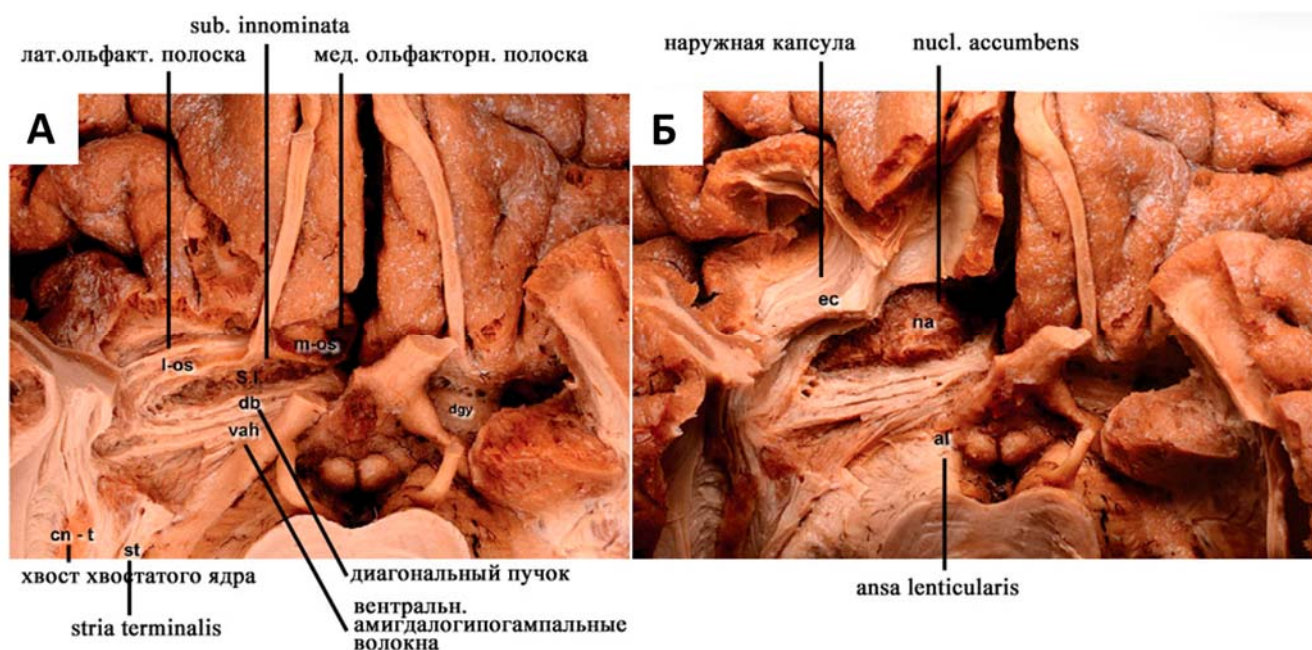 sub. innominata
лат.ольфакт. полоска
мед. ольфакторн. полоска
наружная капсула
nucl. accumbens
А
Б
l-os
m-os
S.I.
db
vah
dgy
cn - t
st
ec
na
al
хвост хвостатого ядра
stria terminalis
диагональный пучок
вентральн.
амигдалогипогампальные
волокна
ansa lenticularis